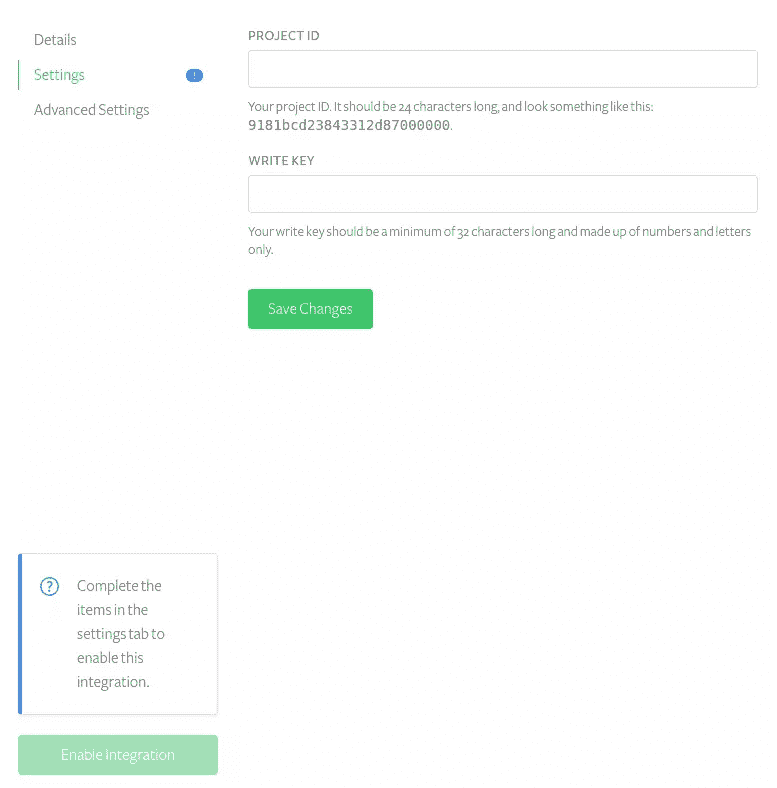 Details
Settings
!
Advanced Settings
PROJECT ID
Your project ID. It should be 24 characters long, and look something like this:
9181bcd23843312d87000000.
WRITE KEY
Your write key should be a minimum of 32 characters long and made up of numbers and letters
only.
Save Changes
?
Complete the
items in the
settings tab to
enable this
integration.
Enable Integration